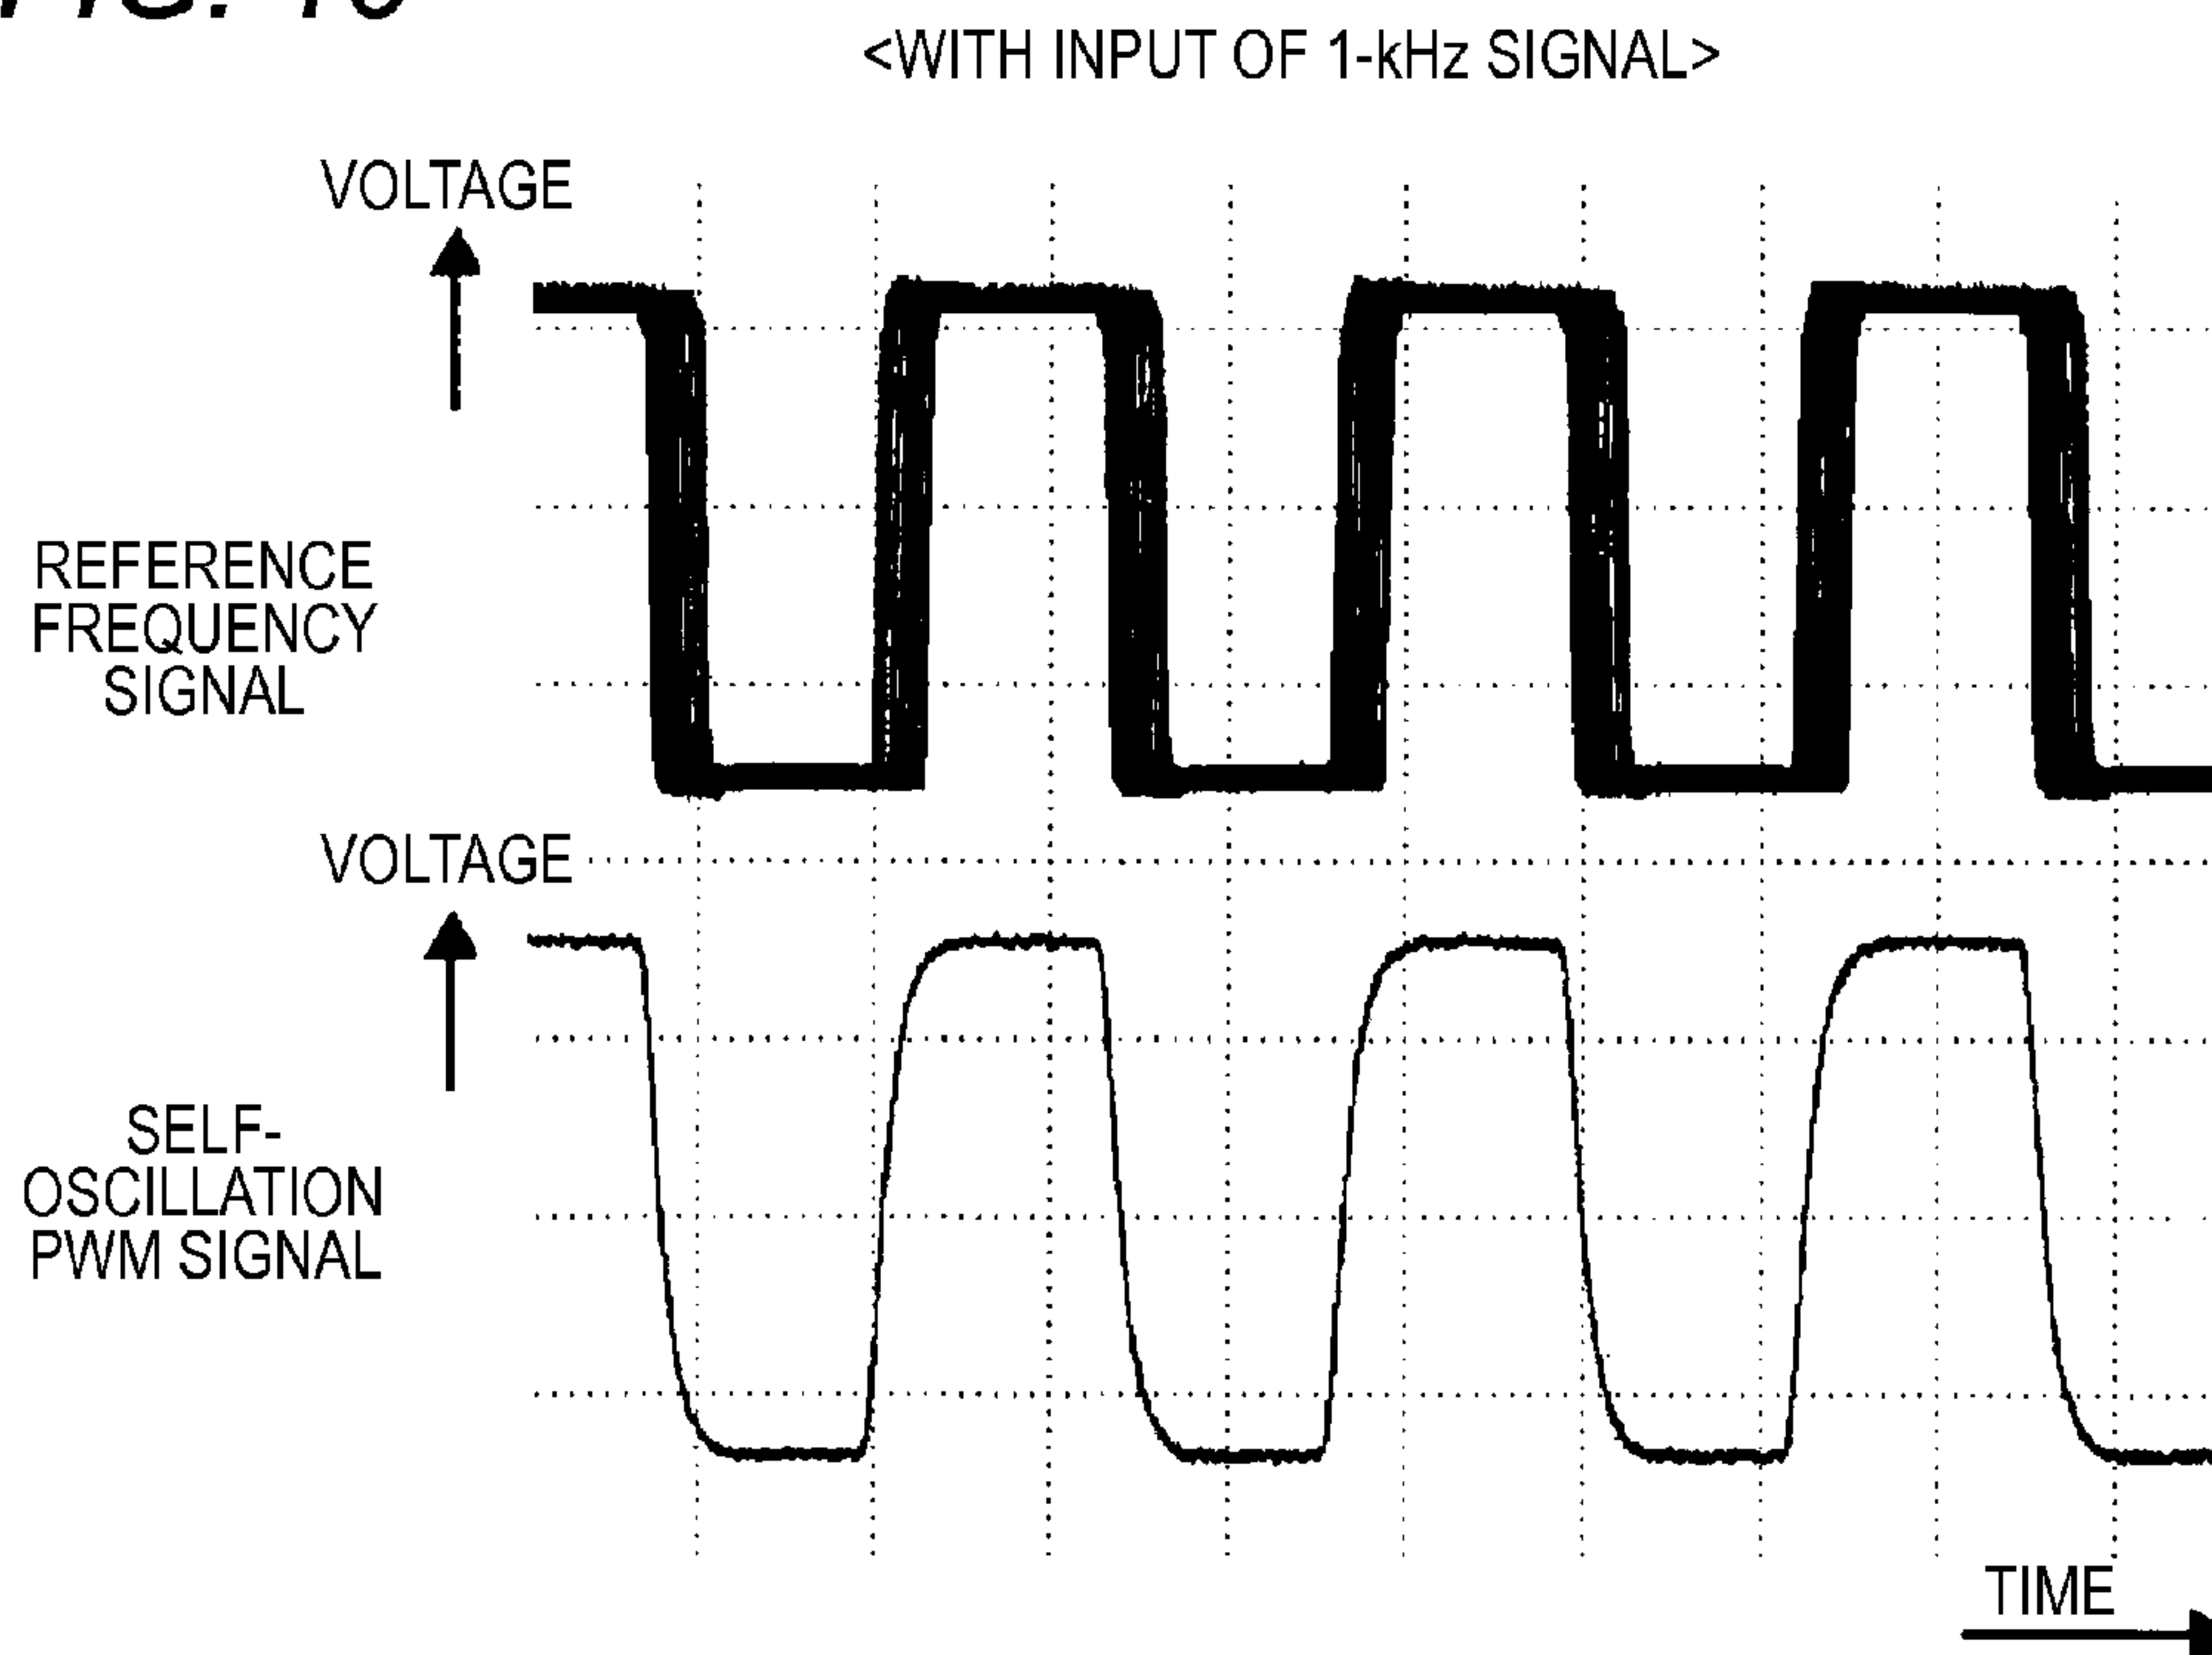 <WITH INPUT OF 1-kHz SIGNAL>
VOLTAGE
REFERENCE
FREQUENCY
SIGNAL
VOLTAGE
SELF-
OSCILLATION
PWM SIGNAL
TIME